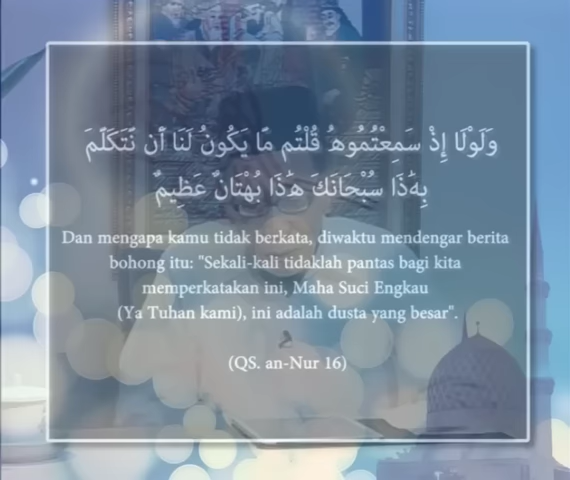 وَلَوْلَا إِذْ سَمِعْتُمُوهُ قُلْتُم مَّا يَكُونُ لَنَا أَن نَّتَكَلَّمَ
بِهَٰذَا سُبْحَانَكَ هَٰذَا بُهْتَانٌ عَظِيمٌ
Dan mengapa kamu tidak berkata, diwaktu mendengar berita
bohong itu: "Sekali-kali tidaklah pantas bagi kita
memperkatakan ini, Maha Suci Engkau
(Ya Tuhan kami), ini adalah dusta yang besar".
(QS. an-Nur 16)